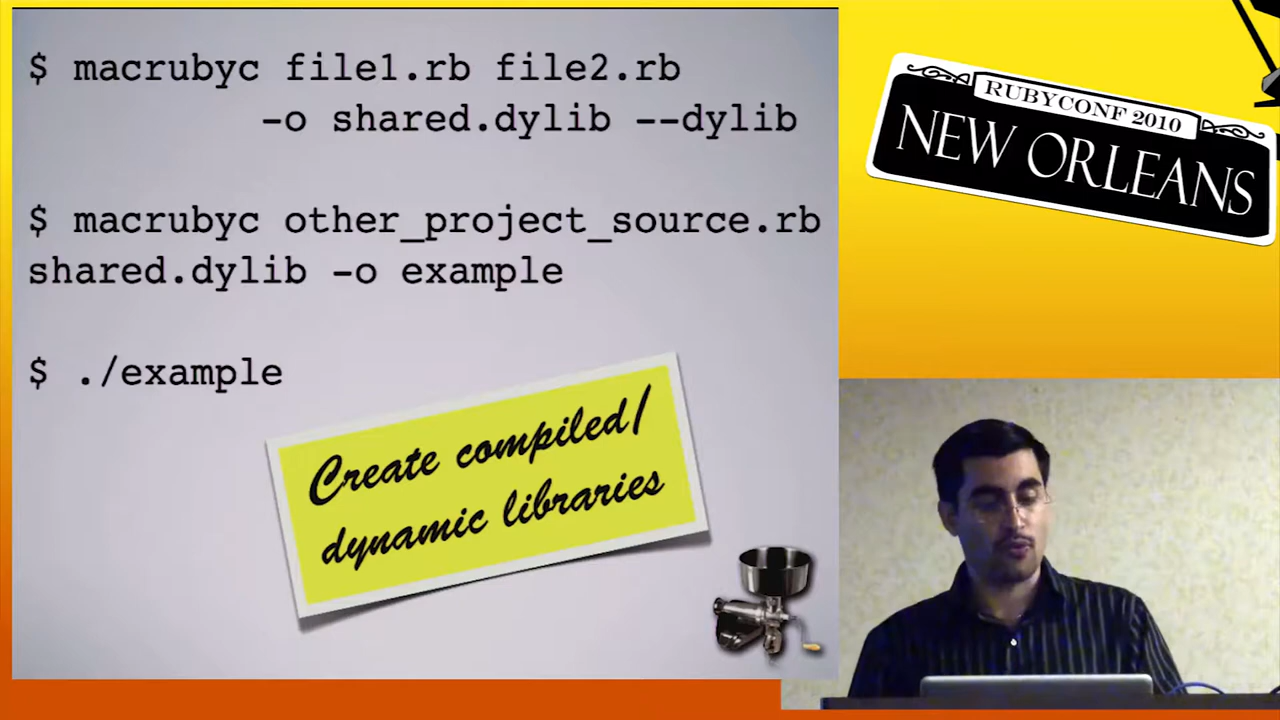 $ macrubyc file1.rb file2.rb
-o shared.dylib --dylib
$ macrubyc other_project_source.rb
shared.dylib -o example
$ ./example
Create compiled/
dynamic libraries
RUBYCONF 2010
NEW ORLEANS